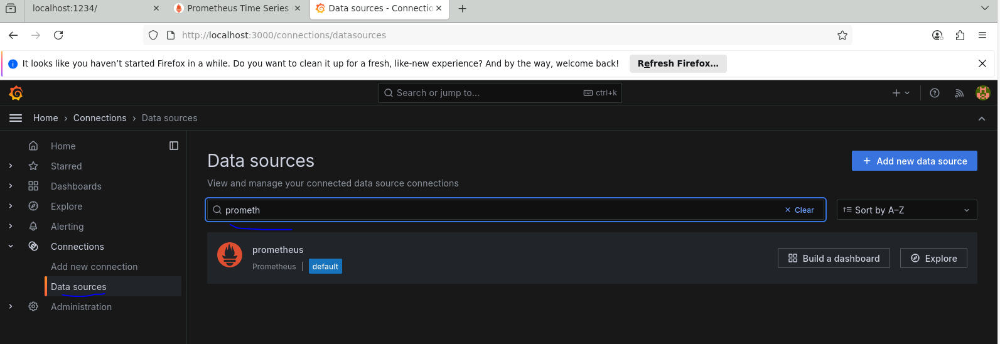 localhost:1234/
Prometheus Time Series
Data sources - Connectio
http://localhost:3000/connections/datasources
It looks like you haven’t started Firefox in a while. Do you want to clean it up for a fresh, like-new experience? And by the way, welcome back!
Refresh Firefox…
Search or jump to...
ctrl+k
Home › Connections › Data sources
Home
Starred
Dashboards
Explore
Alerting
Connections
Add new connection
Data sources
Administration
Data sources
Add new data source
View and manage your connected data source connections
prometh
Clear
Sort by A–Z
prometheus
Prometheus | default
Build a dashboard
Explore